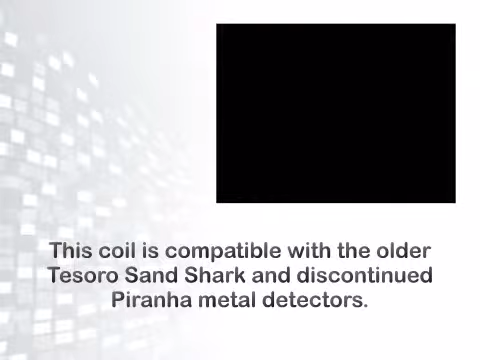 This coil is compatible with the older
Tesoro Sand Shark and discontinued
Piranha metal detectors.